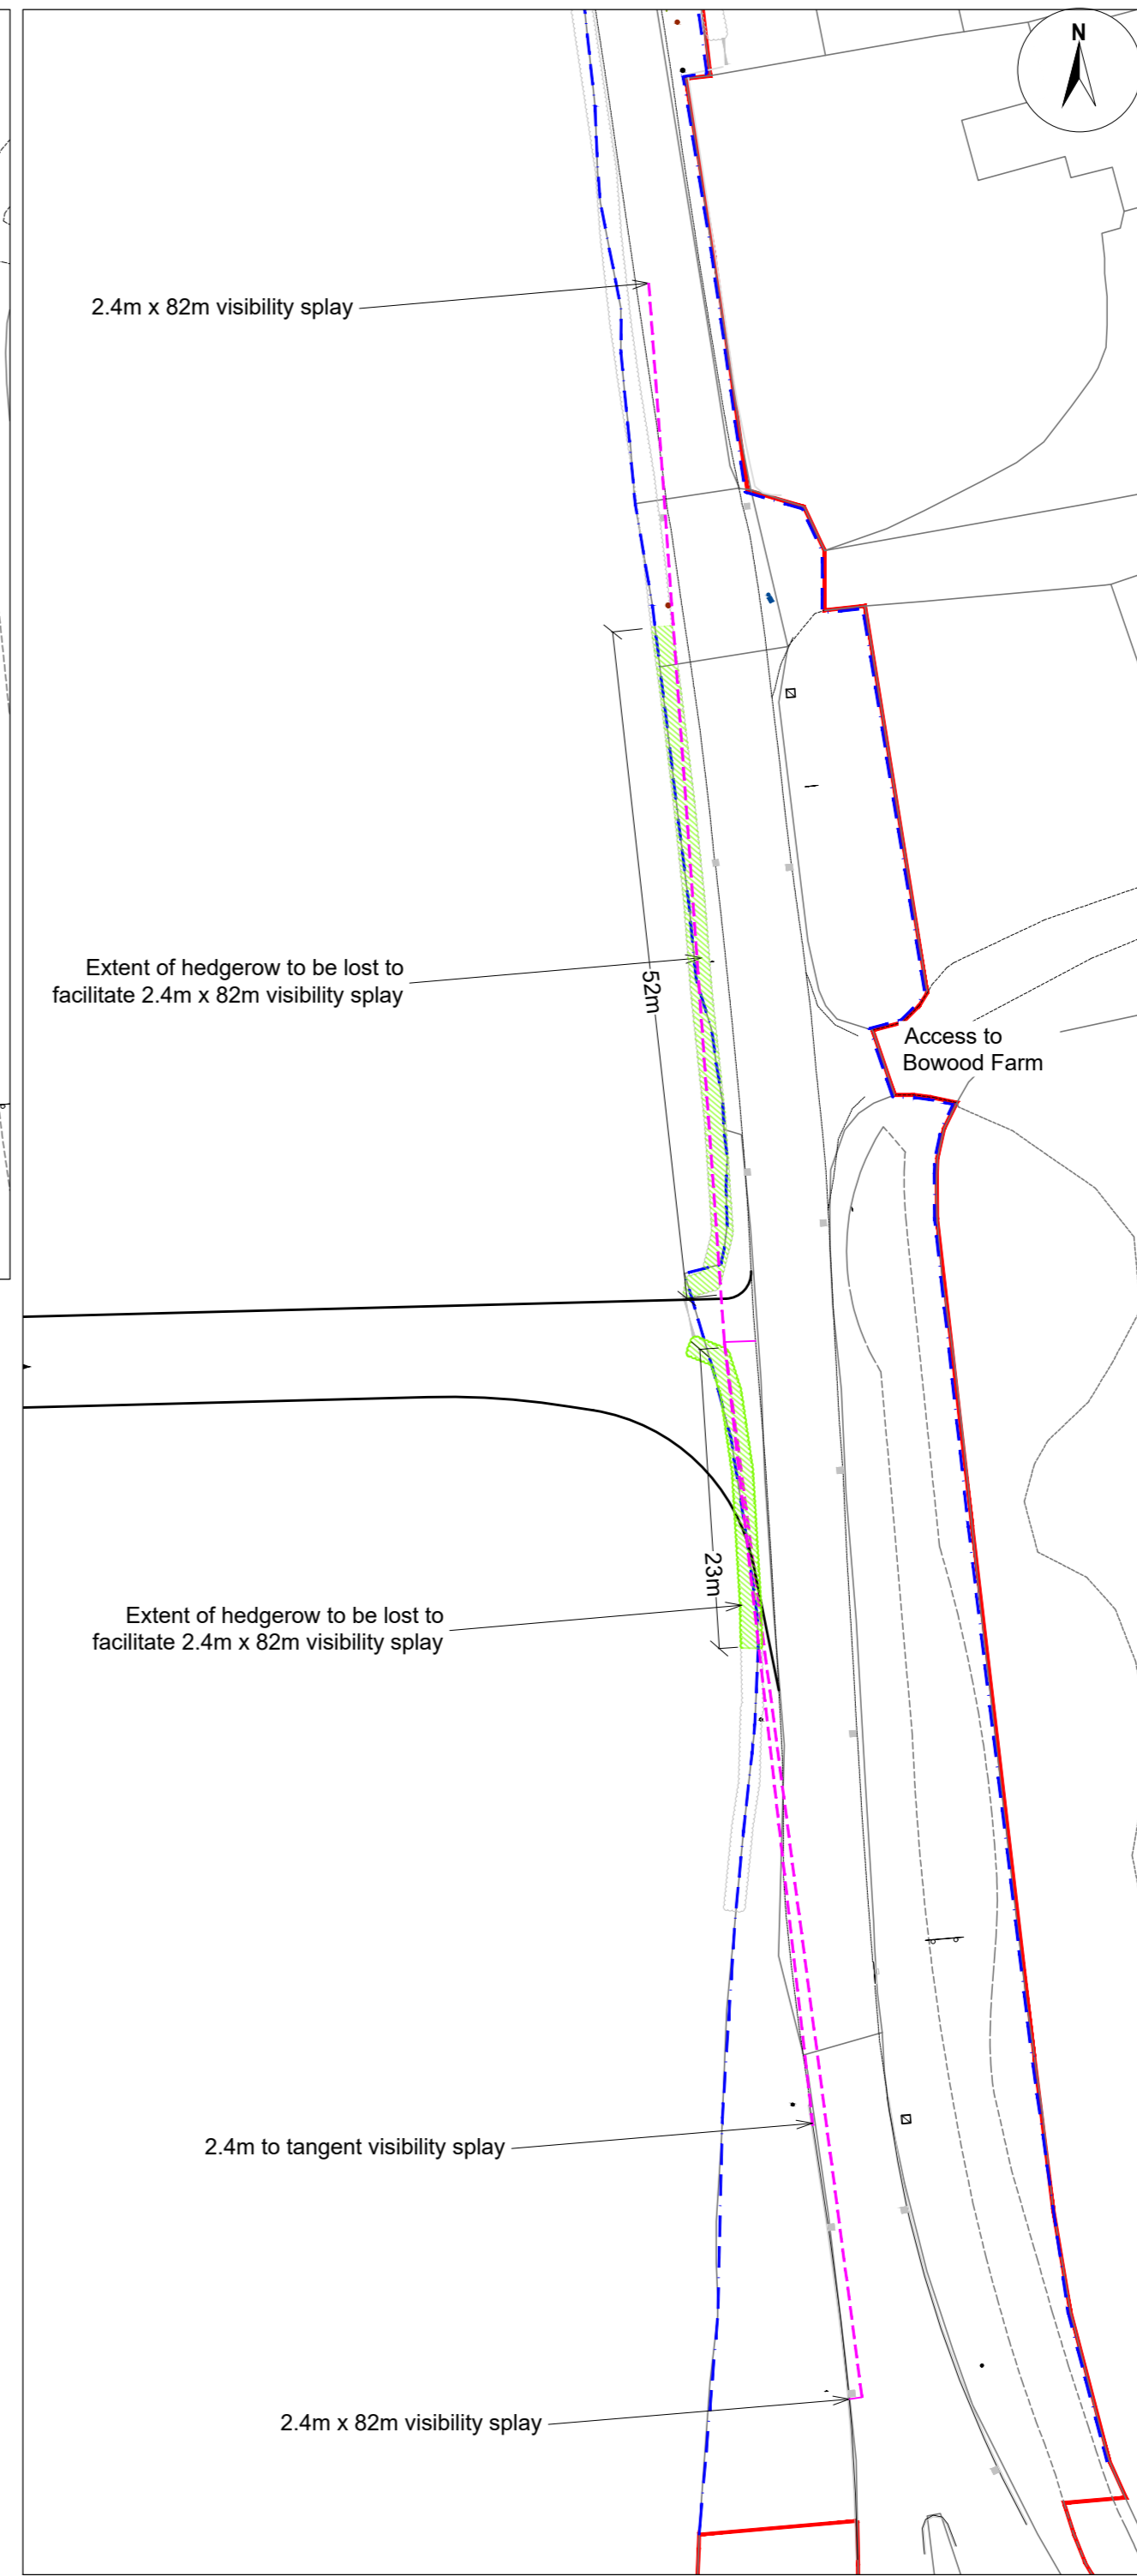 N
2.4m x 82m visibility splay
Extent of hedgerow to be lost to
facilitate 2.4m x 82m visibility splay
52m
Access to
Bowood Farm
23m
Extent of hedgerow to be lost to
facilitate 2.4m x 82m visibility splay
2.4m to tangent visibility splay
2.4m x 82m visibility splay